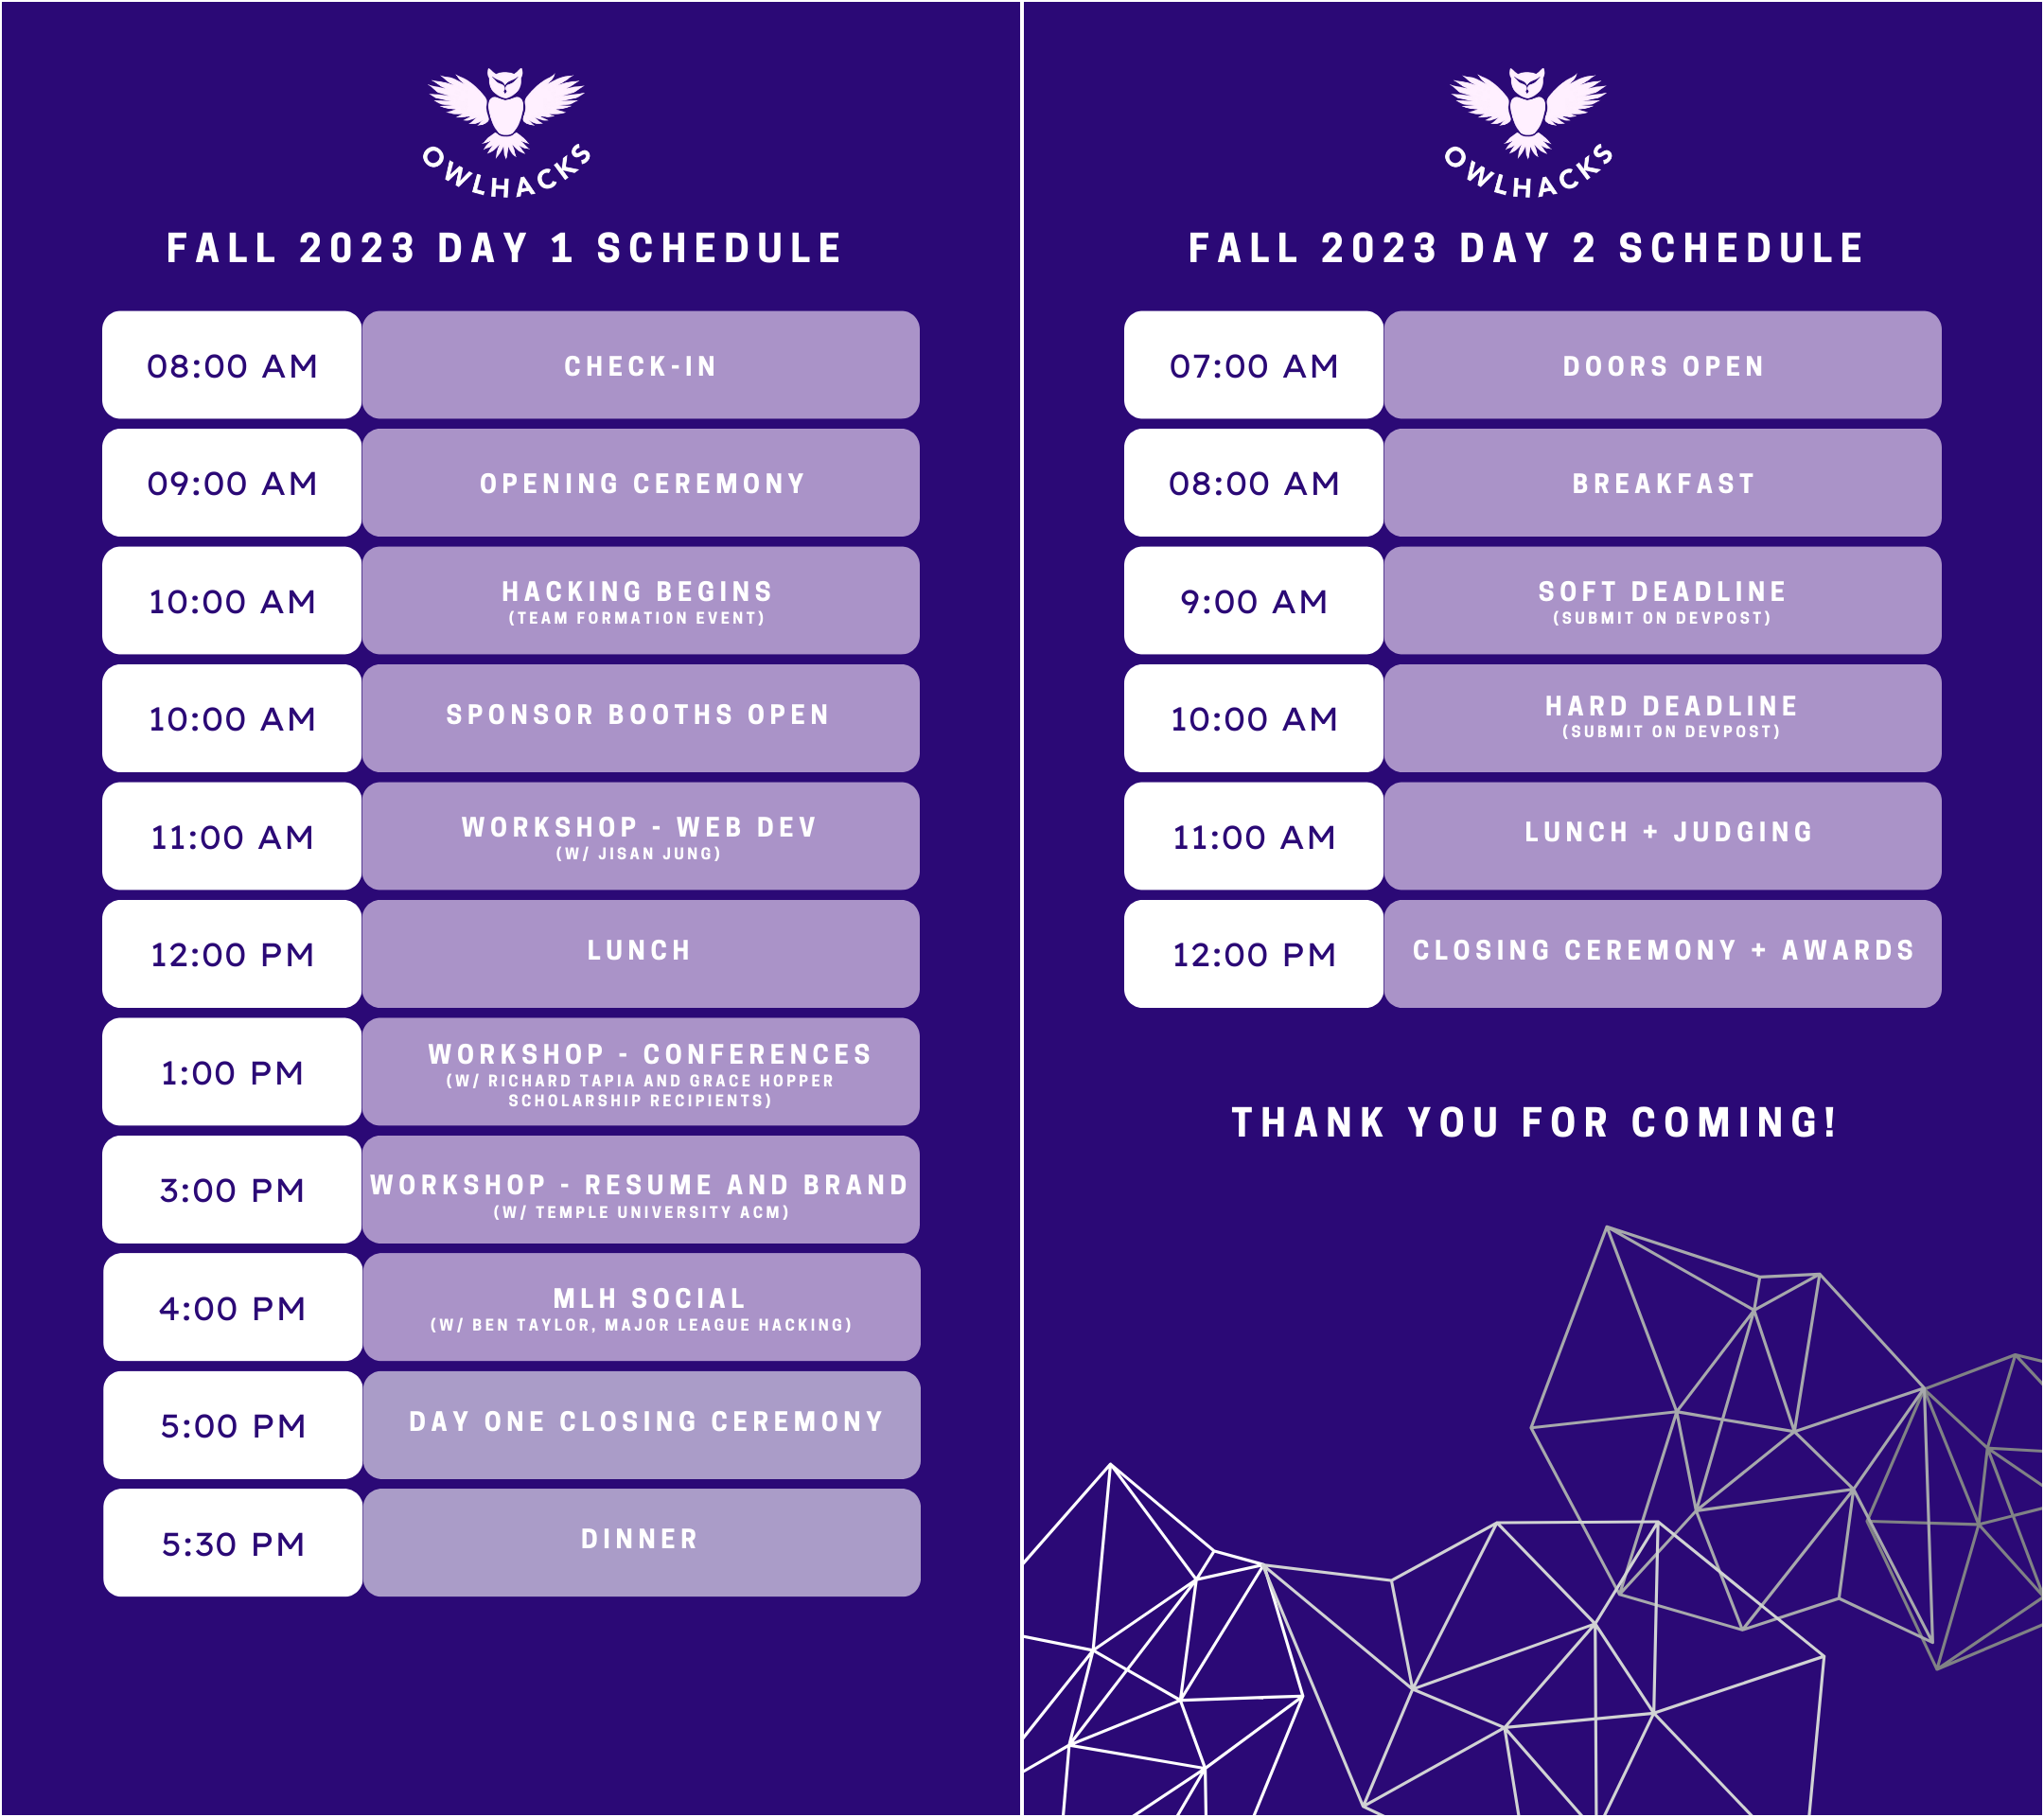 OWLHACKS
FALL 2023 DAY 1 SCHEDULE
08:00 AM
CHECK-IN
09:00 AM
OPENING CEREMONY
10:00 AM
HACKING BEGINS
(TEAM FORMATION EVENT)
10:00 AM
SPONSOR BOOTHS OPEN
11:00 AM
WORKSHOP - WEB DEV
(W/ JISAN JUNG)
12:00 PM
LUNCH
1:00 PM
WORKSHOP - CONFERENCES
(W/ RICHARD TAPIA AND GRACE HOPPER
SCHOLARSHIP RECIPIENTS)
3:00 PM
WORKSHOP - RESUME AND BRAND
(W/ TEMPLE UNIVERSITY ACM)
4:00 PM
MLH SOCIAL
(W/ BEN TAYLOR, MAJOR LEAGUE HACKING)
5:00 PM
DAY ONE CLOSING CEREMONY
5:30 PM
DINNER
OWLHACKS
FALL 2023 DAY 2 SCHEDULE
07:00 AM
DOORS OPEN
08:00 AM
BREAKFAST
9:00 AM
SOFT DEADLINE
(SUBMIT ON DEVPOST)
10:00 AM
HARD DEADLINE
(SUBMIT ON DEVPOST)
11:00 AM
LUNCH + JUDGING
12:00 PM
CLOSING CEREMONY + AWARDS
THANK YOU FOR COMING!